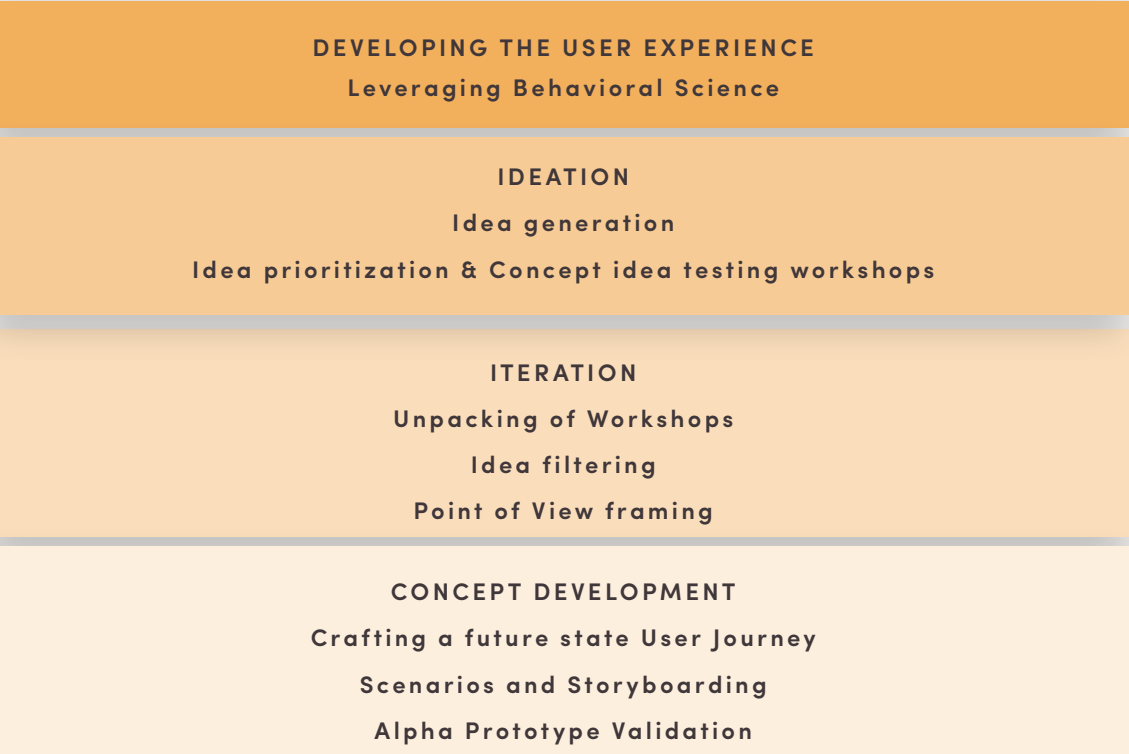 DEVELOPING THE USER EXPERIENCE
Leveraging Behavioral Science
IDEATION
Idea generation
Idea prioritization & Concept idea testing workshops
ITERATION
Unpacking of Workshops
Idea filtering
Point of View framing
CONCEPT DEVELOPMENT
Crafting a future state User Journey
Scenarios and Storyboarding
Alpha Prototype Validation